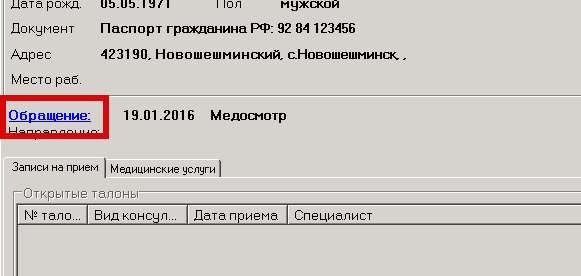 Дата рожд. 05.05.1971 Пол мужской
Документ Паспорт гражданина РФ: 92 84 123456
Адрес 423190, Новошешминский, с.Новошешминск, ,
Место раб.
Обращение: 19.01.2016 Медосмотр
Направление:
Записи на прием Медицинские услуги
Открытые талоны
№ тало... Вид консул... Дата приема Специалист